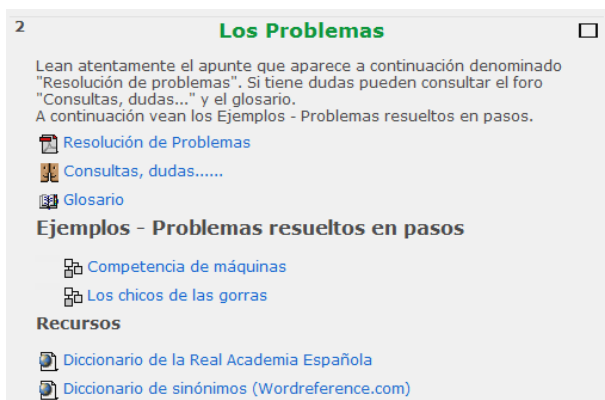 2
Los Problemas
Lean atentamente el apunte que aparece a continuación denominado
"Resolución de problemas". Si tiene dudas pueden consultar el foro
"Consultas, dudas..." y el glosario.
A continuación vean los Ejemplos - Problemas resueltos en pasos.
Resolución de Problemas
Consultas, dudas......
Glosario
Ejemplos - Problemas resueltos en pasos
Competencia de máquinas
Los chicos de las gorras
Recursos
Diccionario de la Real Academia Española
Diccionario de sinónimos (Wordreference.com)